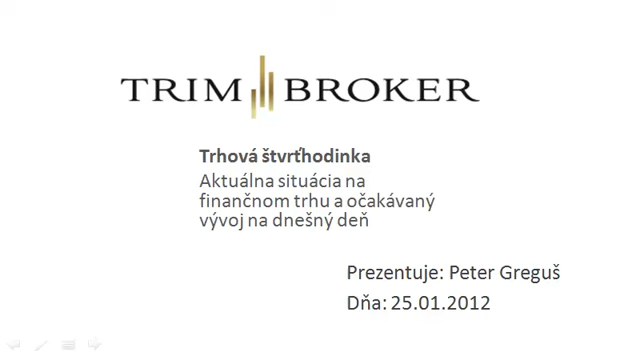 TRIM BROKER
Trhová štvrťhodinka
Aktuálna situácia na
finančnom trhu a očakávaný
vývoj na dnešný deň
Prezentuje: Peter Greguš
Dňa: 25.01.2012